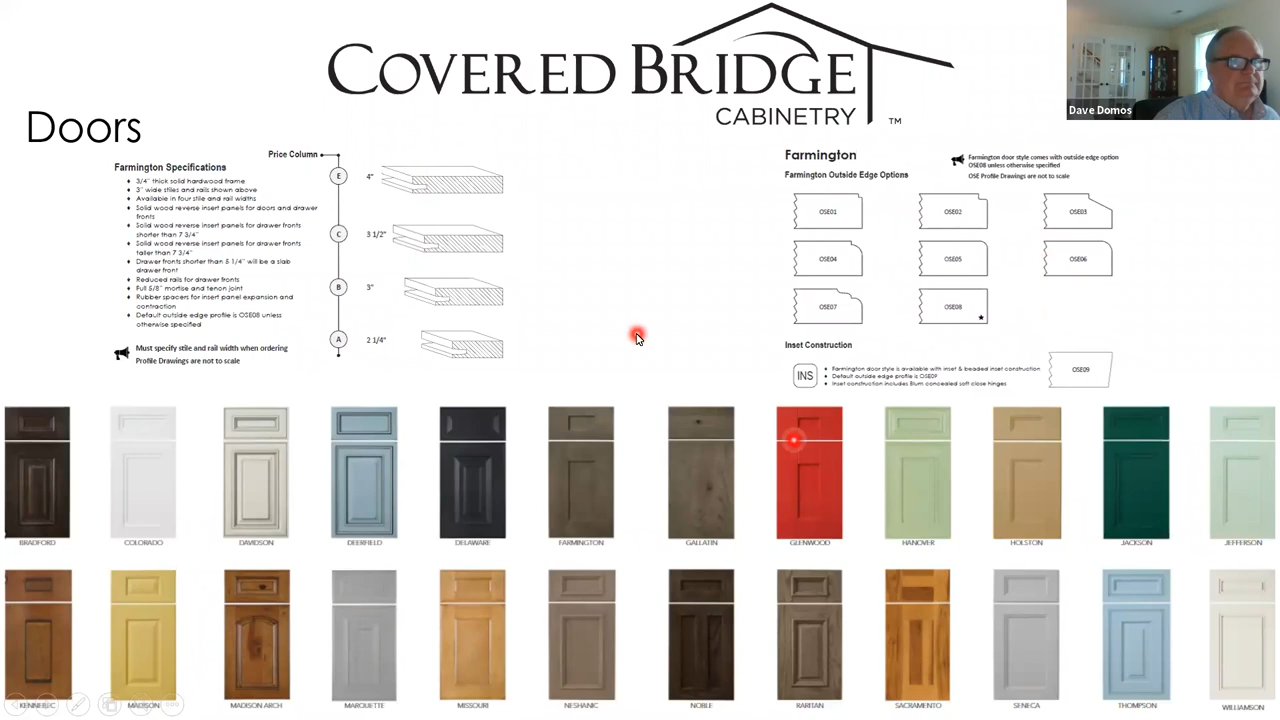 COVERED BRIDGE
CABINETRY
TM
Dave Domos
Doors
Farmington Specifications
3/4" thick solid hardwood frame
3" wide stiles and rails shown above
Available in four stile and rail widths
Solid wood reverse insert panels for doors and drawer
fronts
Solid wood reverse insert panels for drawer fronts
shorter than 7 3/4"
Solid wood reverse insert panels for drawer fronts
taller than 7 3/4"
Drawer fronts shorter than 5 1/4" will be a slab
drawer front
Reduced rails for drawer fronts
Full 5/8" mortise and tenon joint
Rubber spacers for insert panel expansion and
contraction
Default outside edge profile is OSE08 unless
otherwise specified
Must specify stile and rail width when ordering
Profile Drawings are not to scale
Price Column
E 4"
C 3 1/2"
B 3"
A 2 1/4"
Farmington
Farmington Outside Edge Options
Farmington door style comes with outside edge option
OSE08 unless otherwise specified
OSE Profile Drawings are not to scale
OSE01 OSE02 OSE03
OSE04 OSE05 OSE06
OSE07 OSE08
Inset Construction
INS
Farmington door style is available with inset & beaded inset construction
Default outside edge profile is OSE09
Inset construction includes Blum concealed soft close hinges
OSE09
BRADFORD COLORADO DAVIDSON DEERFIELD DELAWARE FARMINGTON GALLATIN GLENWOOD HANOVER HOLSTON JACKSON JEFFERSON
KENNEBEC MADISON MADISON ARCH MARQUETTE MISSOURI NESHANIC NOBLE RARITAN SACRAMENTO SENECA THOMPSON WILLIAMSON